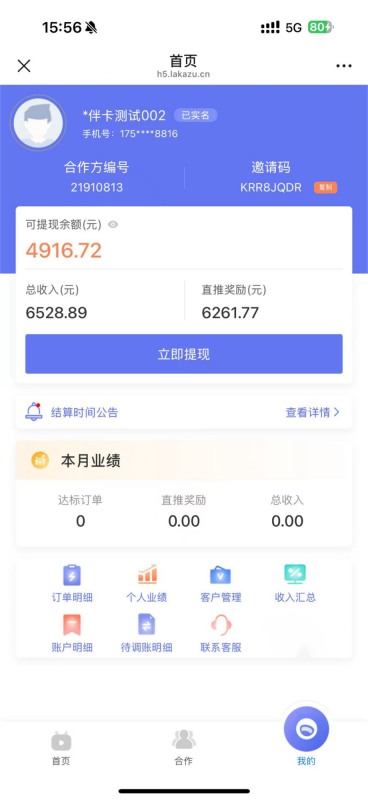 15:56
5G
80
首页
h5.lakazu.cn
*伴卡测试002 已实名
手机号：175****8816
合作方编号
21910813
邀请码
KRR8JQDR 复制
可提现余额(元)
4916.72
总收入(元)
6528.89
直推奖励(元)
6261.77
立即提现
结算时间公告
查看详情
本月业绩
达标订单
0
直推奖励
0.00
总收入
0.00
订单明细
个人业绩
客户管理
收入汇总
账户明细
待调账明细
联系客服
首页
合作
我的